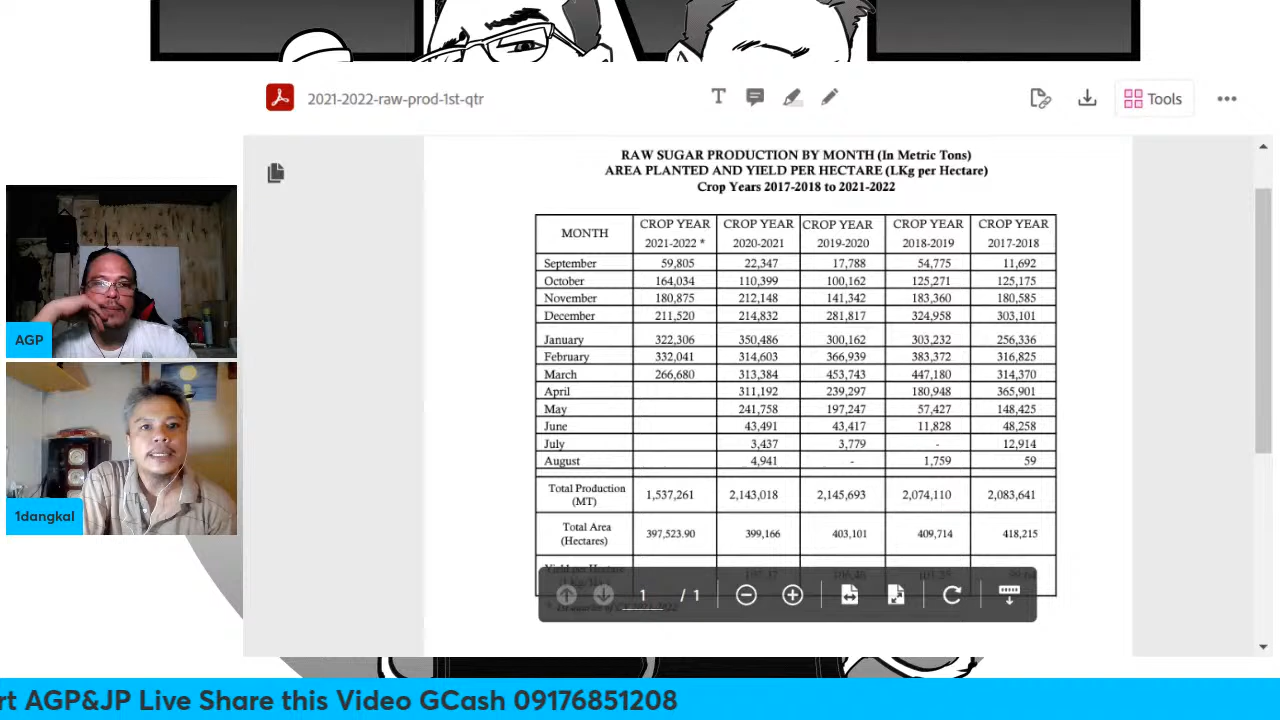 2021-2022-raw-prod-1st-qtr
Tools
RAW SUGAR PRODUCTION BY MONTH (In Metric Tons)
AREA PLANTED AND YIELD PER HECTARE (LKg per Hectare)
Crop Years 2017-2018 to 2021-2022
MONTH CROP YEAR 2021-2022 * CROP YEAR 2020-2021 CROP YEAR 2019-2020 CROP YEAR 2018-2019 CROP YEAR 2017-2018
September 59,805 22,347 17,788 54,775 11,692
October 164,034 110,399 100,162 125,271 125,175
November 180,875 212,148 141,342 183,360 180,585
December 211,520 214,832 281,817 324,958 303,101
January 322,306 350,486 300,162 303,232 256,336
February 332,041 314,603 366,939 383,372 316,825
March 266,680 313,384 453,743 447,180 314,370
April 311,192 239,297 180,948 365,901
May 241,758 197,247 57,427 148,425
June 43,491 43,417 11,828 48,258
July 3,437 3,779 - 12,914
August 4,941 - 1,759 59
Total Production (MT) 1,537,261 2,143,018 2,145,693 2,074,110 2,083,641
Total Area (Hectares) 397,523.90 399,166 403,101 409,714 418,215
Yield per Hectare
1 / 1
AGP
1dangkal
rt AGP&JP Live Share this Video GCash 09176851208